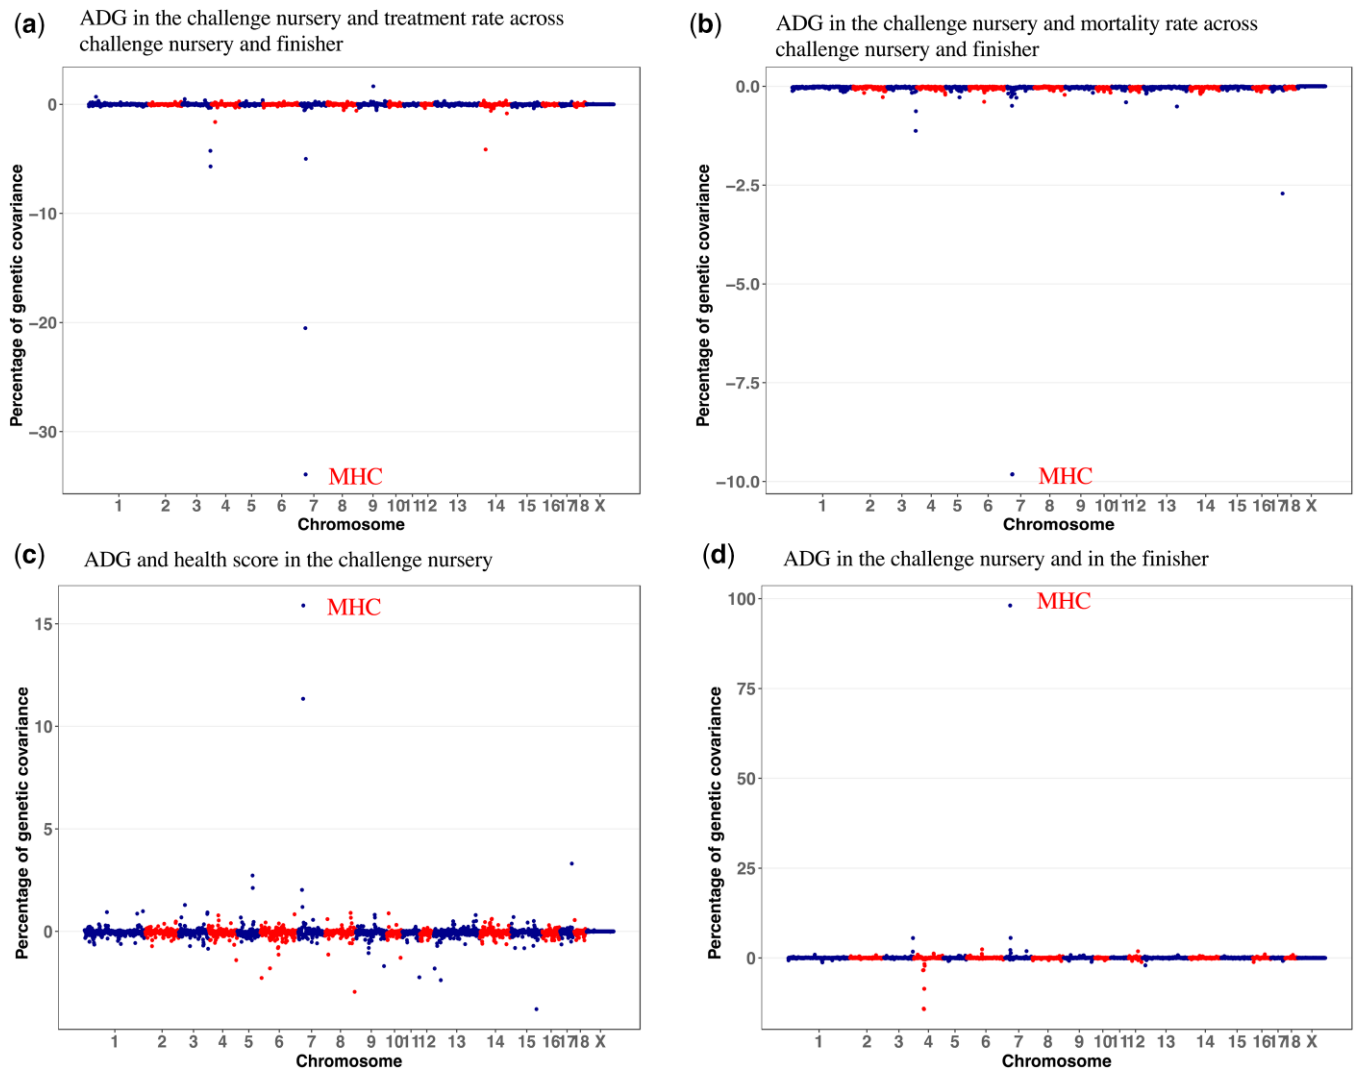 (a) ADG in the challenge nursery and treatment rate across
challenge nursery and finisher
Percentage of genetic covariance
0
−10
−20
−30
MHC
1 2 3 4 5 6 7 8 9 10 11 12 13 14 15 16 17 18 X
Chromosome
(b) ADG in the challenge nursery and mortality rate across
challenge nursery and finisher
Percentage of genetic covariance
0.0
−2.5
−5.0
−7.5
−10.0
MHC
1 2 3 4 5 6 7 8 9 10 11 12 13 14 15 16 17 18 X
Chromosome
(c) ADG and health score in the challenge nursery
Percentage of genetic covariance
15
10
5
0
MHC
1 2 3 4 5 6 7 8 9 10 11 12 13 14 15 16 17 18 X
Chromosome
(d) ADG in the challenge nursery and in the finisher
Percentage of genetic covariance
100
75
50
25
0
MHC
1 2 3 4 5 6 7 8 9 10 11 12 13 14 15 16 17 18 X
Chromosome